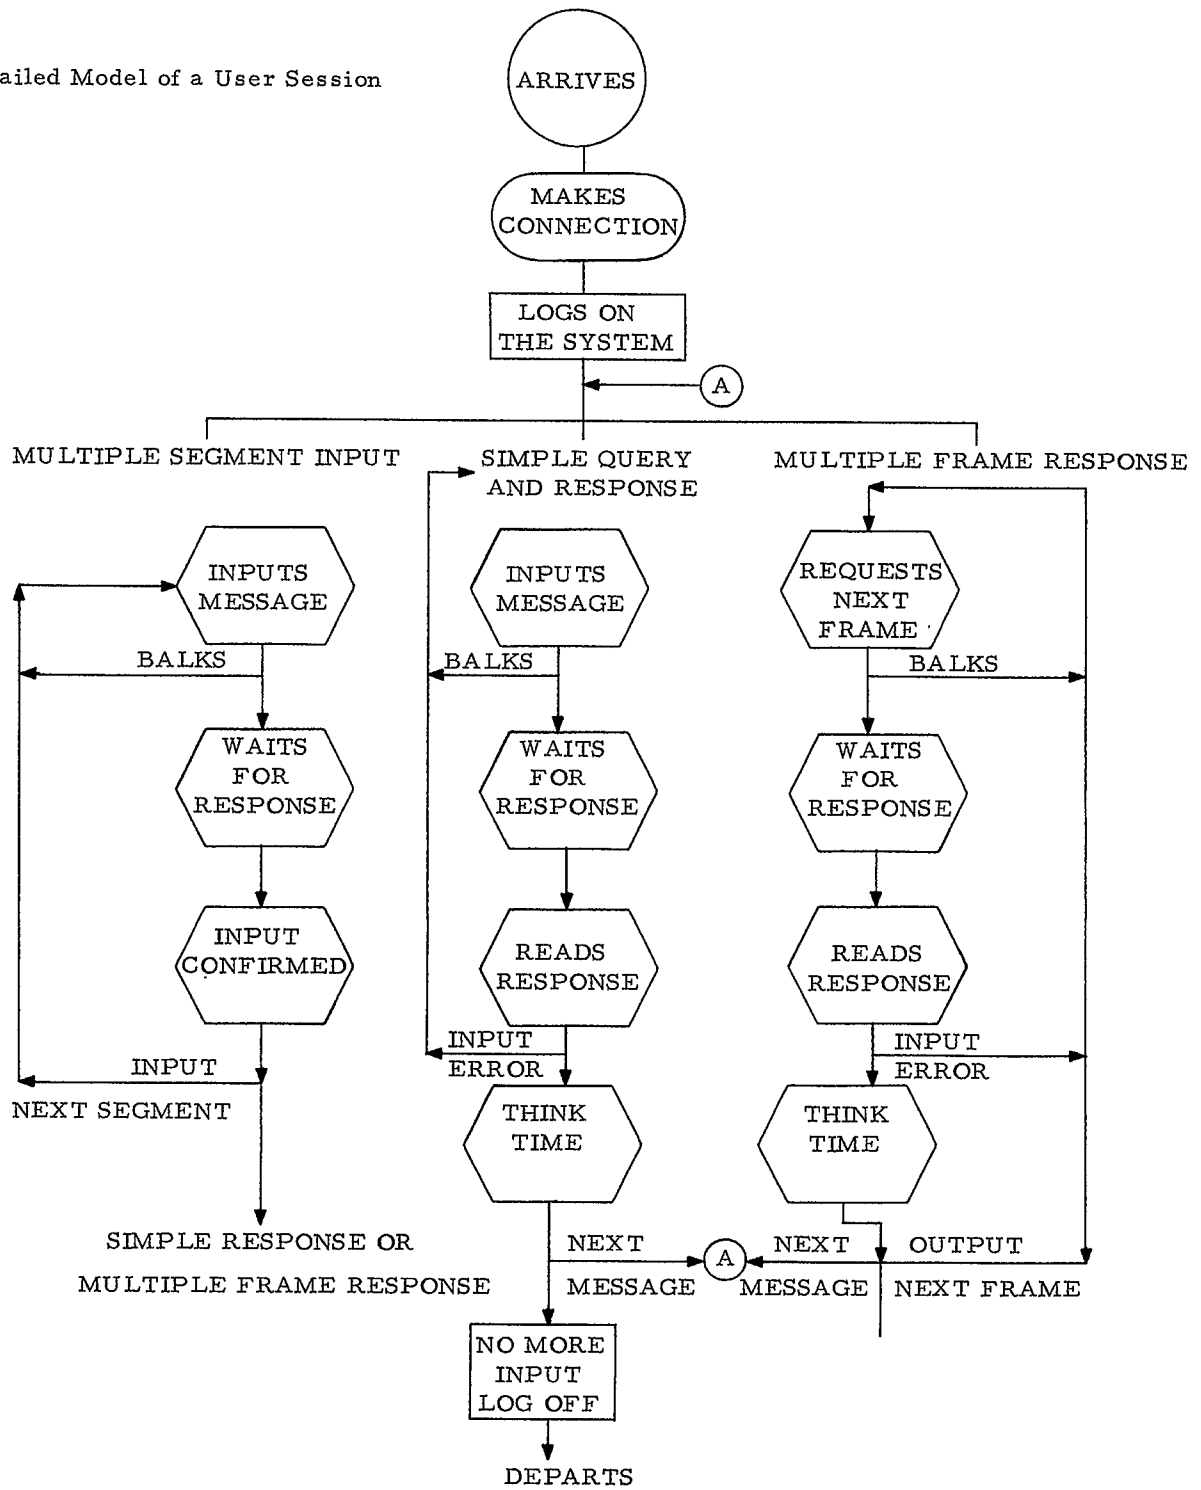 ailed Model of a User Session
ARRIVES
MAKES
CONNECTION
LOGS ON
THE SYSTEM
A
MULTIPLE SEGMENT INPUT
SIMPLE QUERY
AND RESPONSE
MULTIPLE FRAME RESPONSE
INPUTS
MESSAGE
INPUTS
MESSAGE
REQUESTS
NEXT
FRAME
BALKS
BALKS
BALKS
WAITS
FOR
RESPONSE
WAITS
FOR
RESPONSE
WAITS
FOR
RESPONSE
INPUT
CONFIRMED
READS
RESPONSE
READS
RESPONSE
INPUT
ERROR
INPUT
ERROR
INPUT
NEXT SEGMENT
THINK
TIME
THINK
TIME
SIMPLE RESPONSE OR
MULTIPLE FRAME RESPONSE
NEXT
MESSAGE
A
NEXT
MESSAGE
OUTPUT
NEXT FRAME
NO MORE
INPUT
LOG OFF
DEPARTS